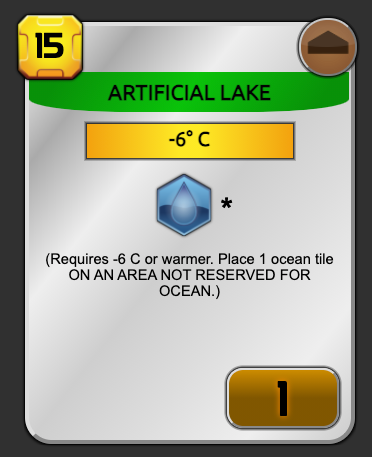 15
ARTIFICIAL LAKE
-6° C
*
(Requires -6 C or warmer. Place 1 ocean tile
ON AN AREA NOT RESERVED FOR
OCEAN.)
1